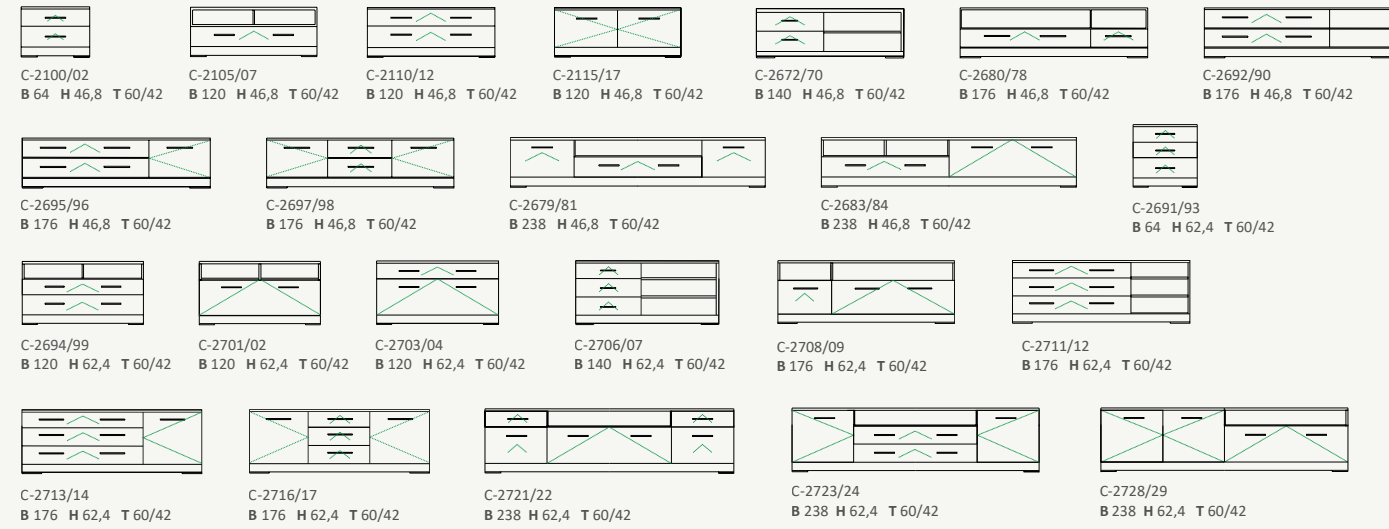 C-2100/02
B 64 H 46,8 T 60/42
C-2105/07
B 120 H 46,8 T 60/42
C-2110/12
B 120 H 46,8 T 60/42
C-2115/17
B 120 H 46,8 T 60/42
C-2672/70
B 140 H 46,8 T 60/42
C-2680/78
B 176 H 46,8 T 60/42
C-2692/90
B 176 H 46,8 T 60/42
C-2695/96
B 176 H 46,8 T 60/42
C-2697/98
B 176 H 46,8 T 60/42
C-2679/81
B 238 H 46,8 T 60/42
C-2683/84
B 238 H 46,8 T 60/42
C-2691/93
B 64 H 62,4 T 60/42
C-2694/99
B 120 H 62,4 T 60/42
C-2701/02
B 120 H 62,4 T 60/42
C-2703/04
B 120 H 62,4 T 60/42
C-2706/07
B 140 H 62,4 T 60/42
C-2708/09
B 176 H 62,4 T 60/42
C-2711/12
B 176 H 62,4 T 60/42
C-2713/14
B 176 H 62,4 T 60/42
C-2716/17
B 176 H 62,4 T 60/42
C-2721/22
B 238 H 62,4 T 60/42
C-2723/24
B 238 H 62,4 T 60/42
C-2728/29
B 238 H 62,4 T 60/42